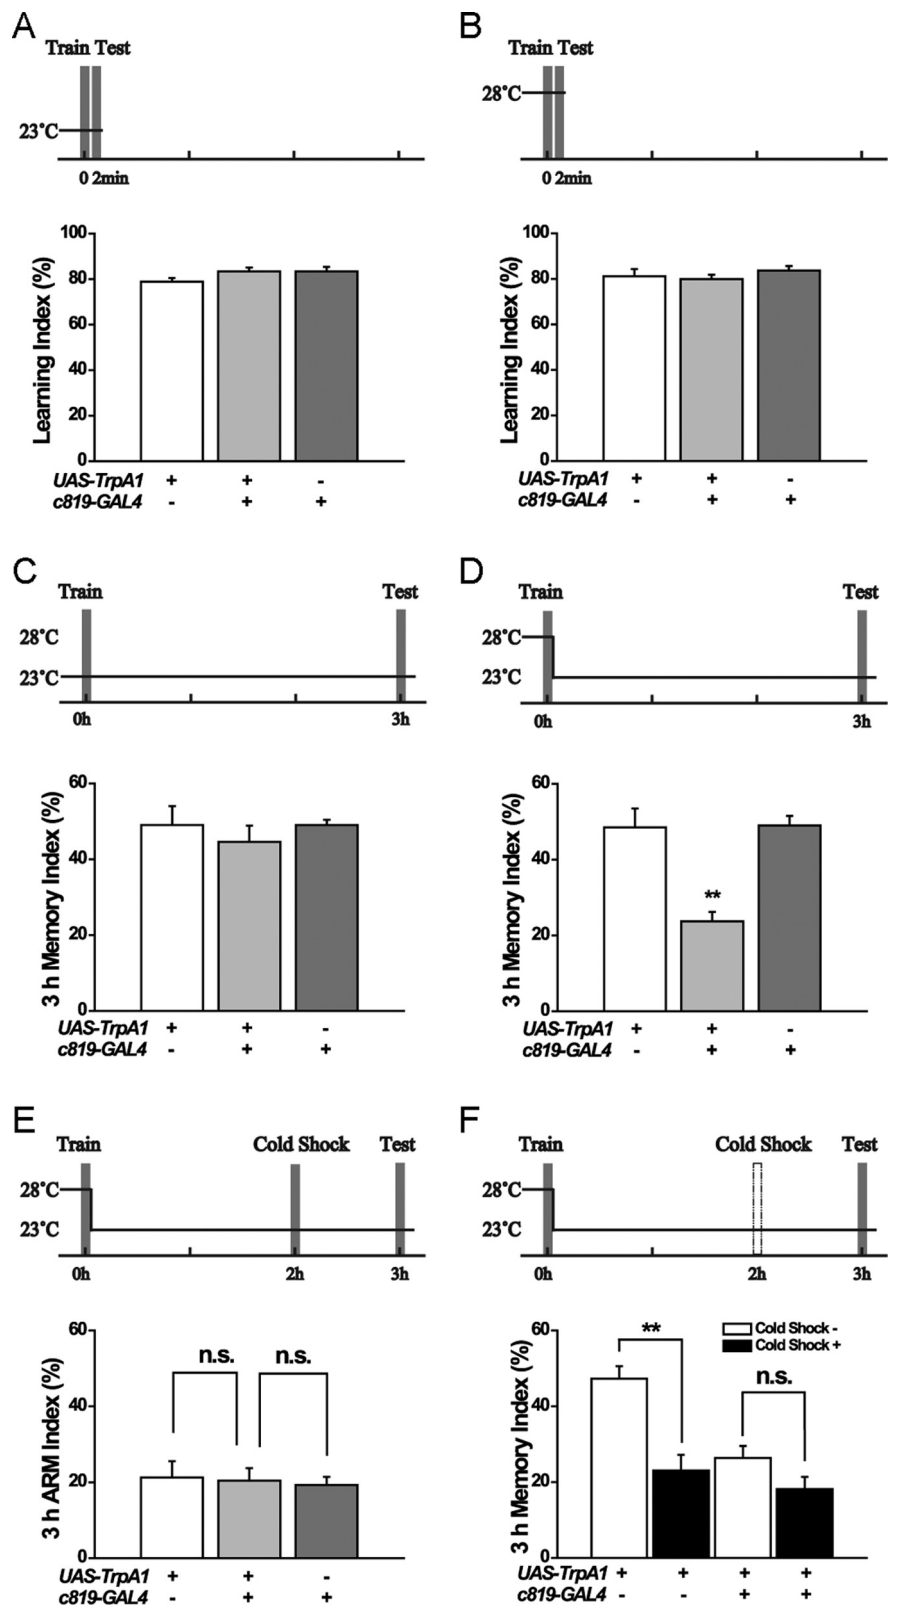 A
Train Test
23°C
0 2min
100
80
60
40
20
0
Learning Index (%)
UAS-TrpA1 + + -
c819-GAL4 - + +
B
Train Test
28°C
0 2min
100
80
60
40
20
0
Learning Index (%)
UAS-TrpA1 + + -
c819-GAL4 - + +
C
Train Test
28°C
23°C
0h 3h
60
40
20
0
3 h Memory Index (%)
UAS-TrpA1 + + -
c819-GAL4 - + +
D
Train Test
28°C
23°C
0h 3h
60
40
20
0
3 h Memory Index (%)
**
UAS-TrpA1 + + -
c819-GAL4 - + +
E
Train Cold Shock Test
28°C
23°C
0h 2h 3h
60
40
20
0
3 h ARM Index (%)
n.s. n.s.
UAS-TrpA1 + + -
c819-GAL4 - + +
F
Train Cold Shock Test
28°C
23°C
0h 2h 3h
60
40
20
0
3 h Memory Index (%)
**
Cold Shock -
Cold Shock +
n.s.
UAS-TrpA1 + + + +
c819-GAL4 - - + +